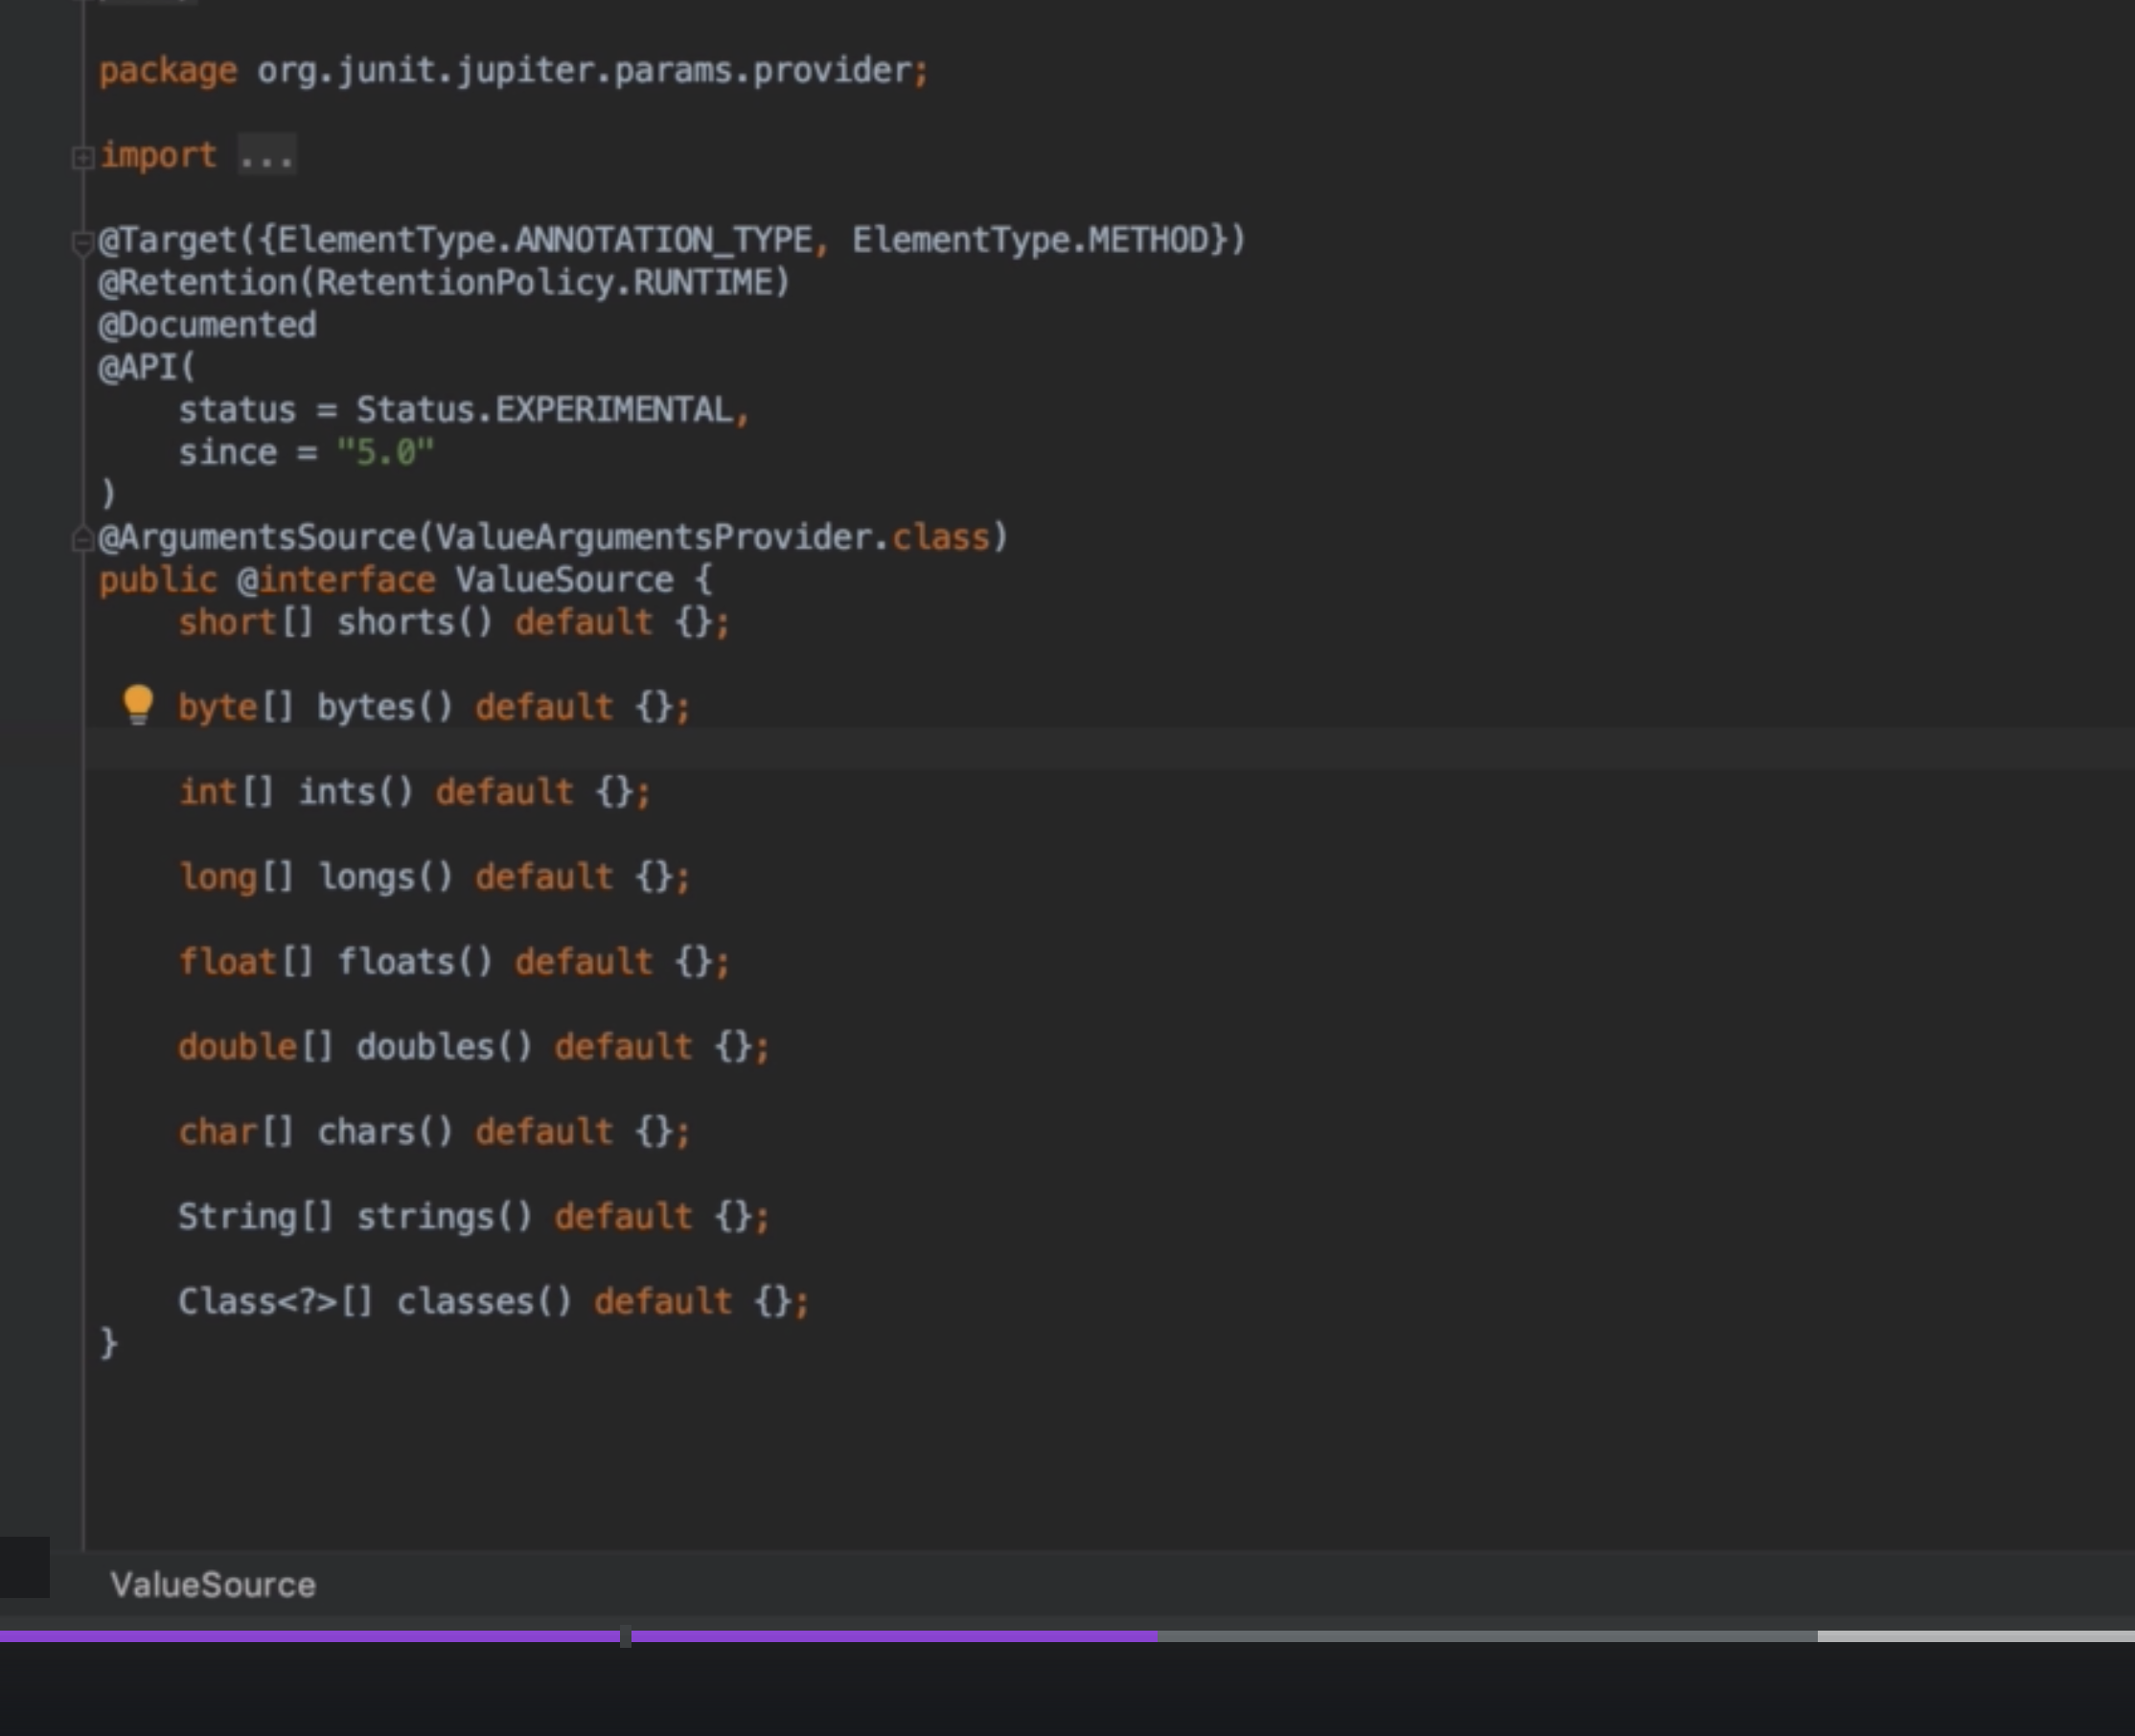 package org.junit.jupiter.params.provider;
import ...
@Target({ElementType.ANNOTATION_TYPE, ElementType.METHOD})
@Retention(RetentionPolicy.RUNTIME)
@Documented
@API(
    status = Status.EXPERIMENTAL,
    since = "5.0"
)
@ArgumentsSource(ValueArgumentsProvider.class)
public @interface ValueSource {
    short[] shorts() default {};
    byte[] bytes() default {};
    int[] ints() default {};
    long[] longs() default {};
    float[] floats() default {};
    double[] doubles() default {};
    char[] chars() default {};
    String[] strings() default {};
    Class<?>[] classes() default {};
}
ValueSource